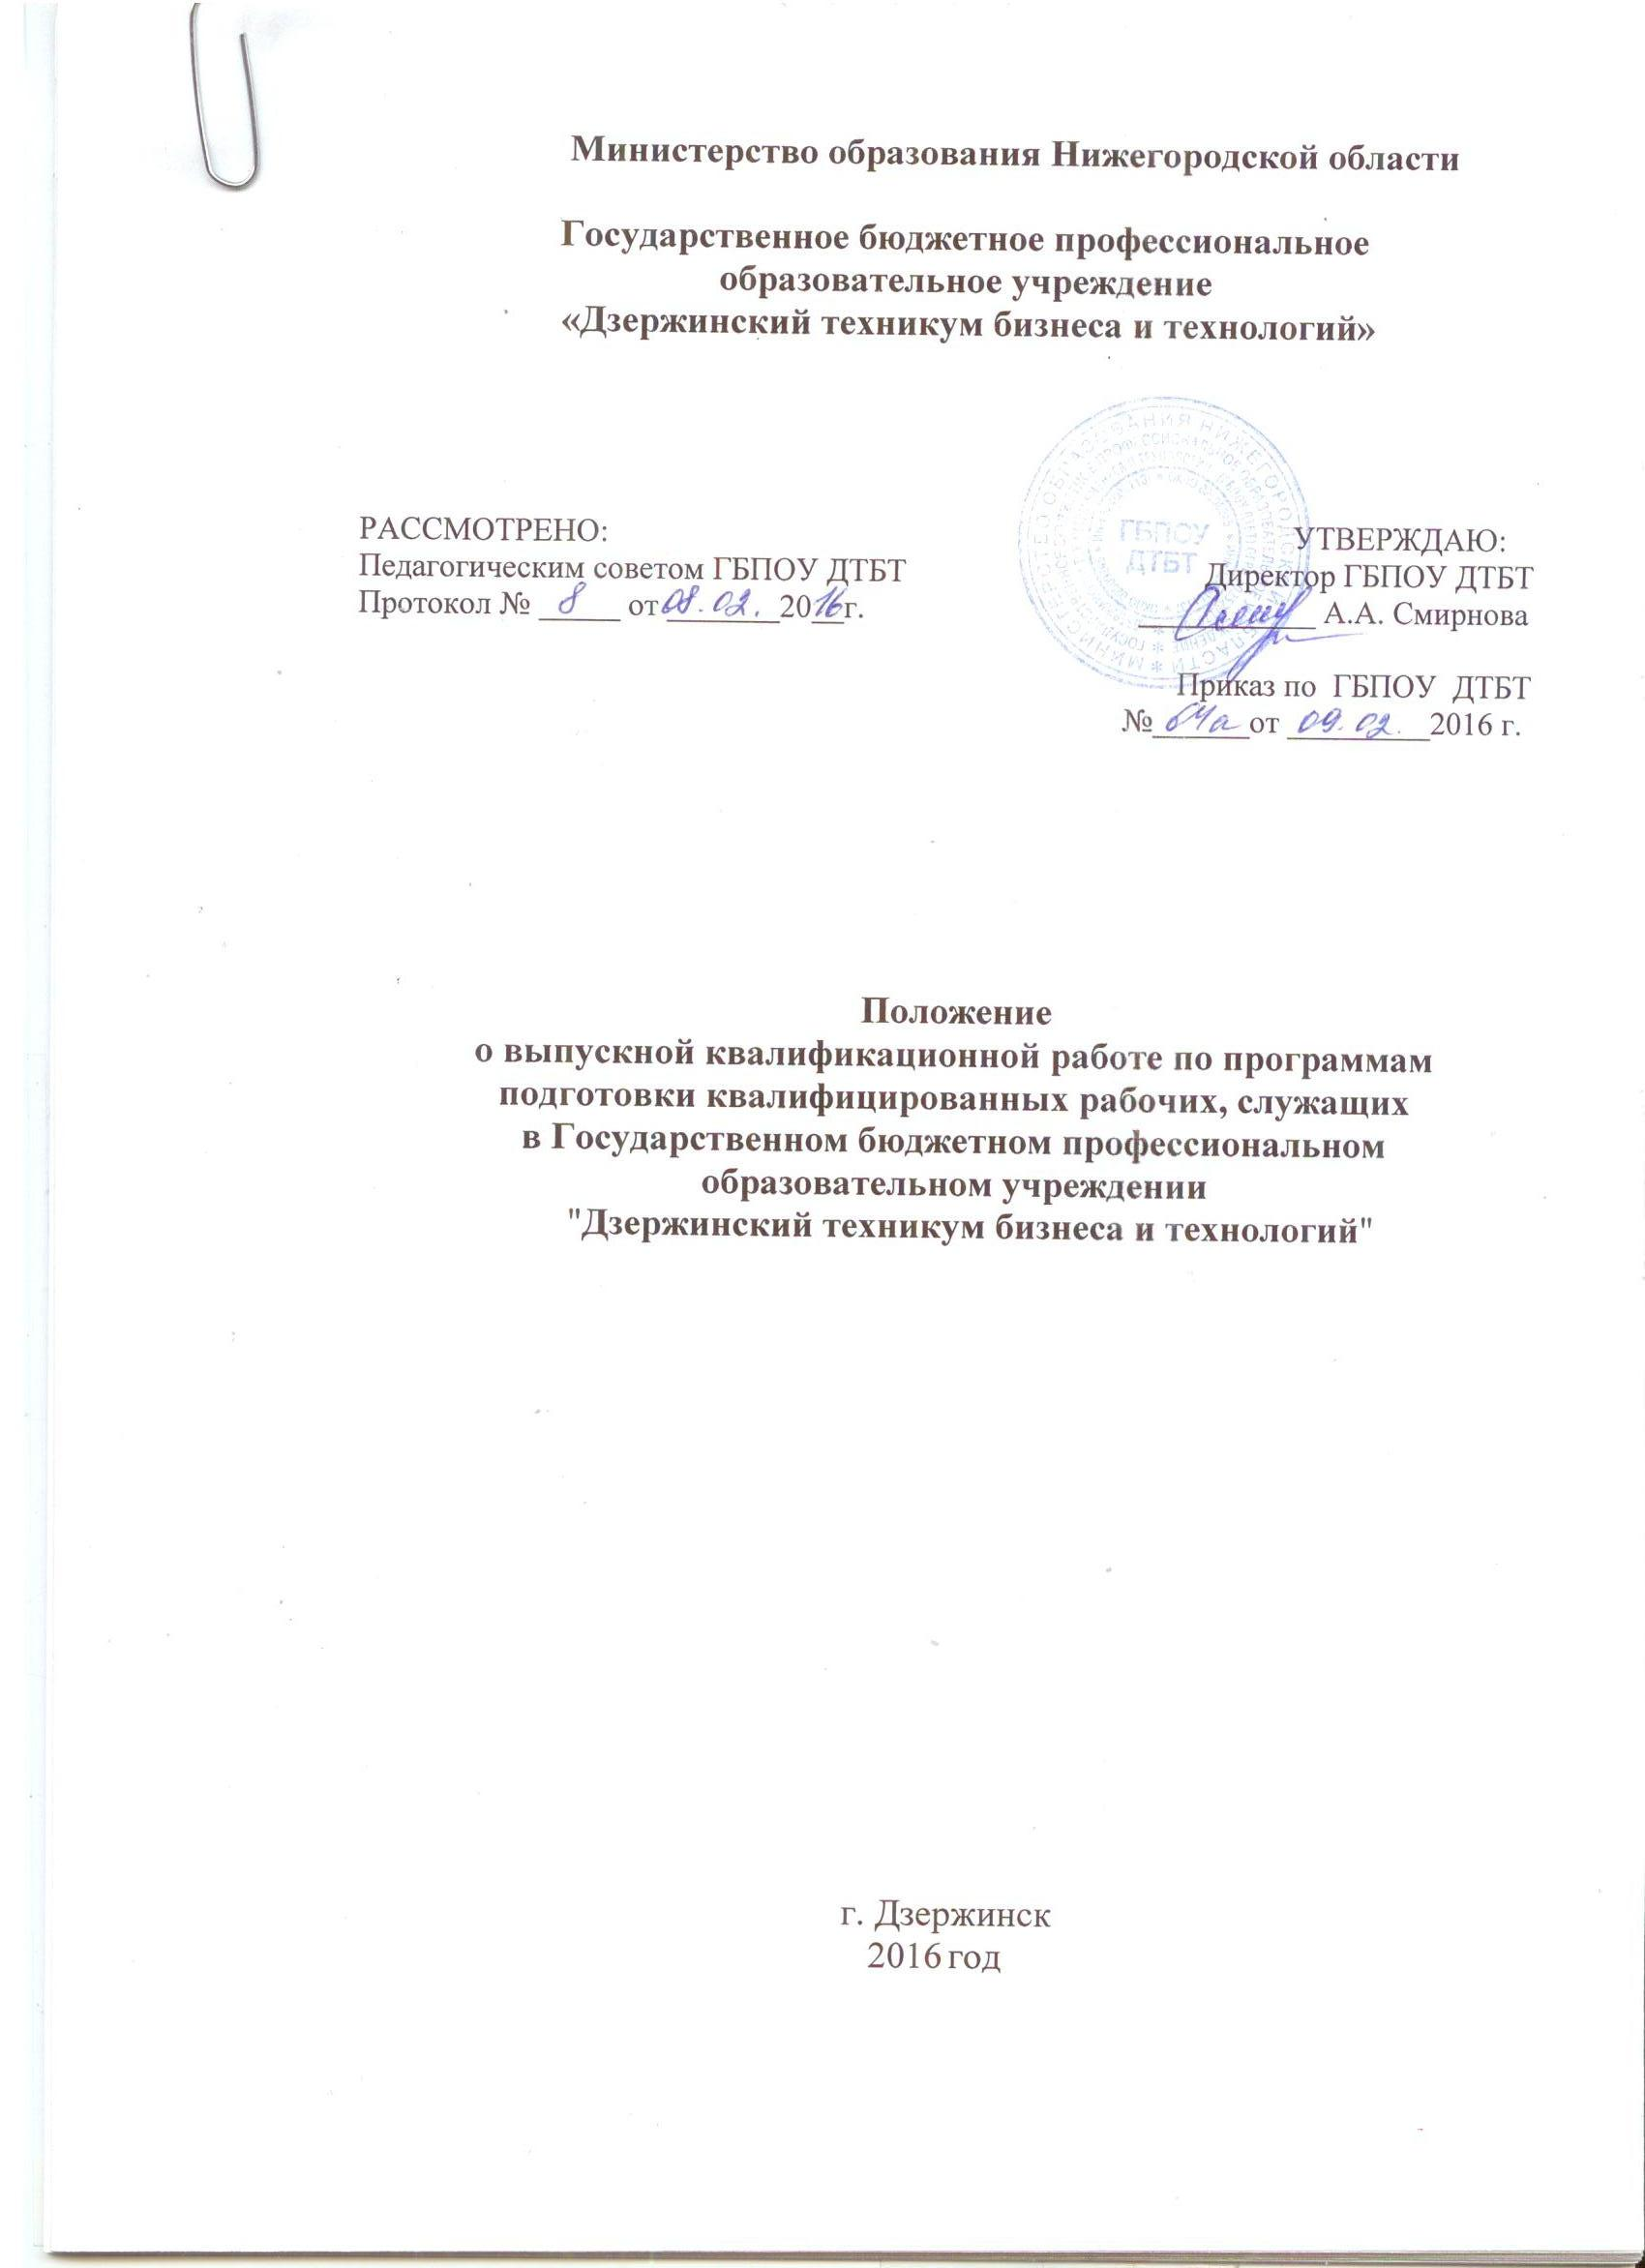 Министерство образования Нижегородской области
Государственное бюджетное профессиональное
образовательное учреждение
«Дзержинский техникум бизнеса и технологий»
РАССМОТРЕНО:
Педагогическим советом ГБПОУ ДТБТ
Протокол № 8 от 08.02. 2016г.
ГБПОУ
ДТБТ
УТВЕРЖДАЮ:
Директор ГБПОУ ДТБТ
А.А. Смирнова
Приказ по ГБПОУ ДТБТ
№ от 09.02. 2016 г.
Положение
о выпускной квалификационной работе по программам
подготовки квалифицированных рабочих, служащих
в Государственном бюджетном профессиональном
образовательном учреждении
"Дзержинский техникум бизнеса и технологий"
г. Дзержинск
2016 год